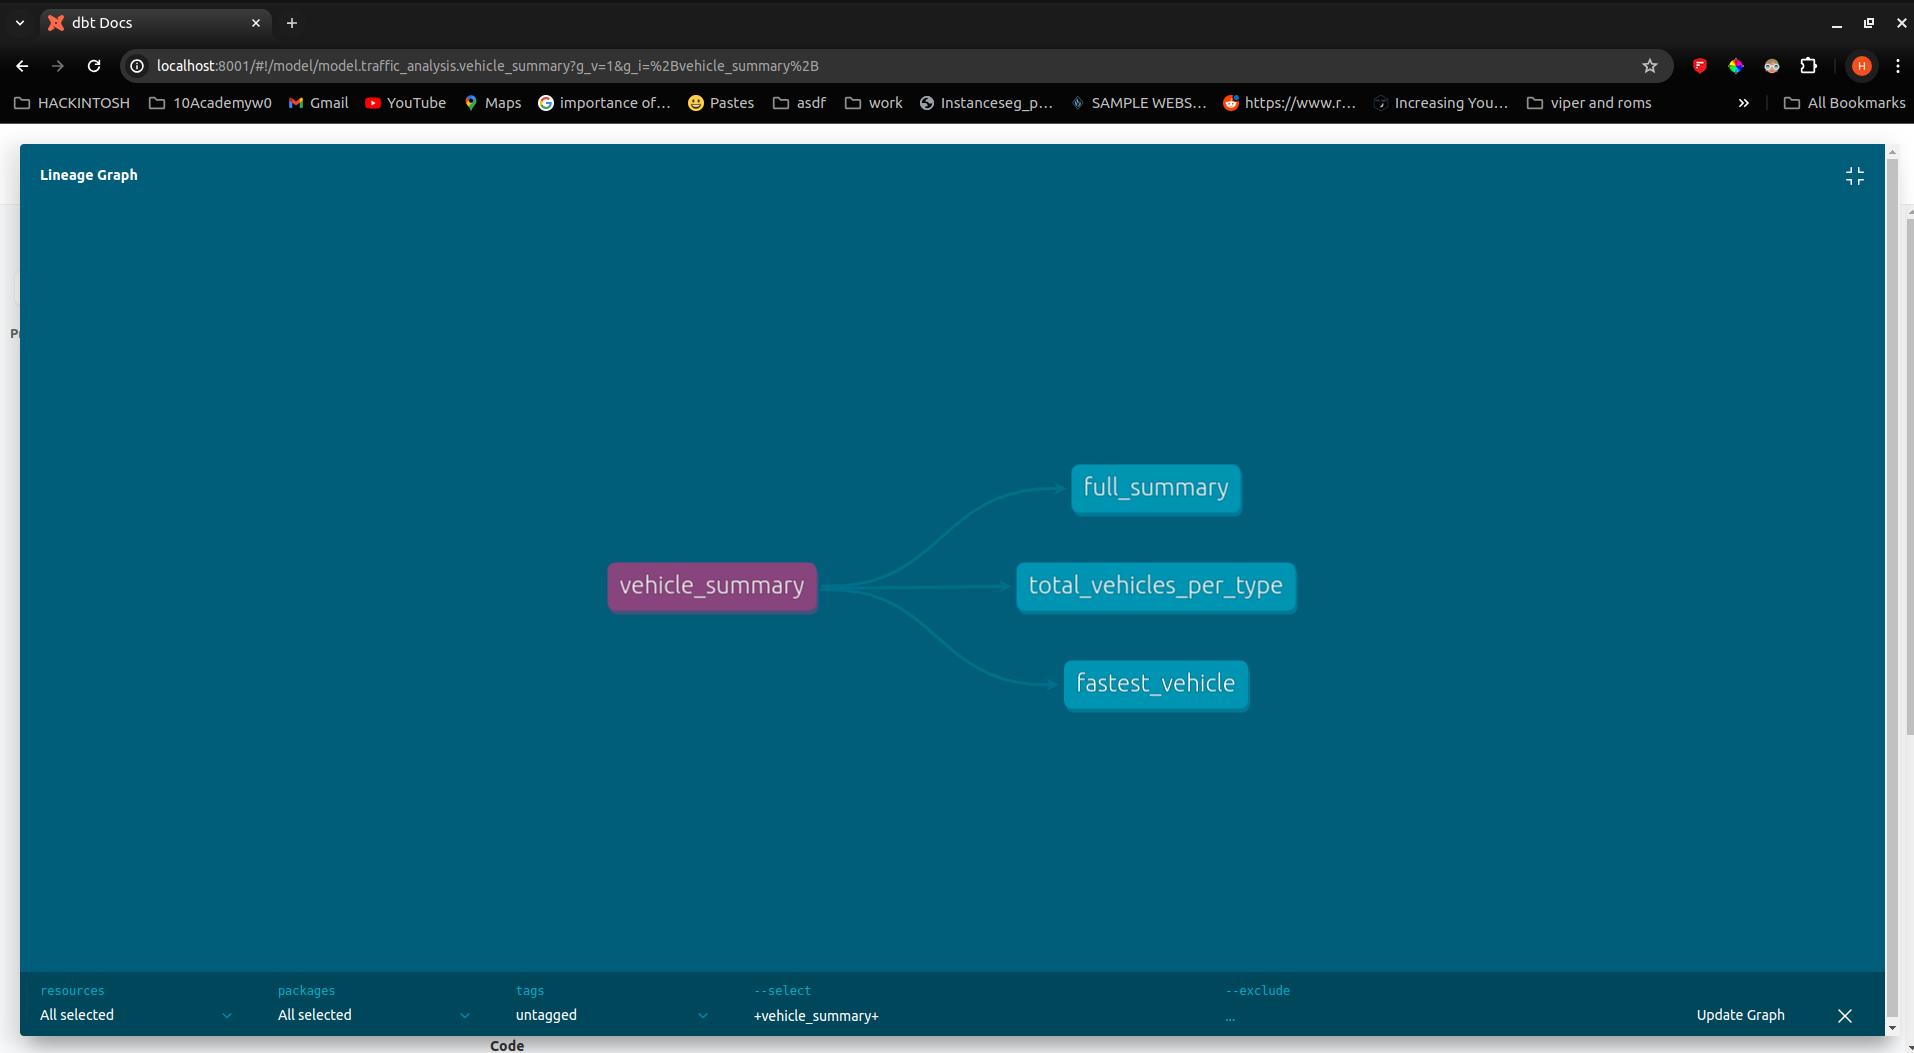 dbt Docs
localhost:8001/#!/model/model.traffic_analysis.vehicle_summary?g_v=1&g_i=%2Bvehicle_summary%2B
H
HACKINTOSH 10Academyw0 Gmail YouTube Maps importance of... Pastes asdf work Instanceseg_p... SAMPLE WEBS... https://www.r... Increasing You... viper and roms » All Bookmarks
Lineage Graph
full_summary
vehicle_summary total_vehicles_per_type
fastest_vehicle
resources packages tags --select --exclude
All selected All selected untagged +vehicle_summary+ ... Update Graph
Code